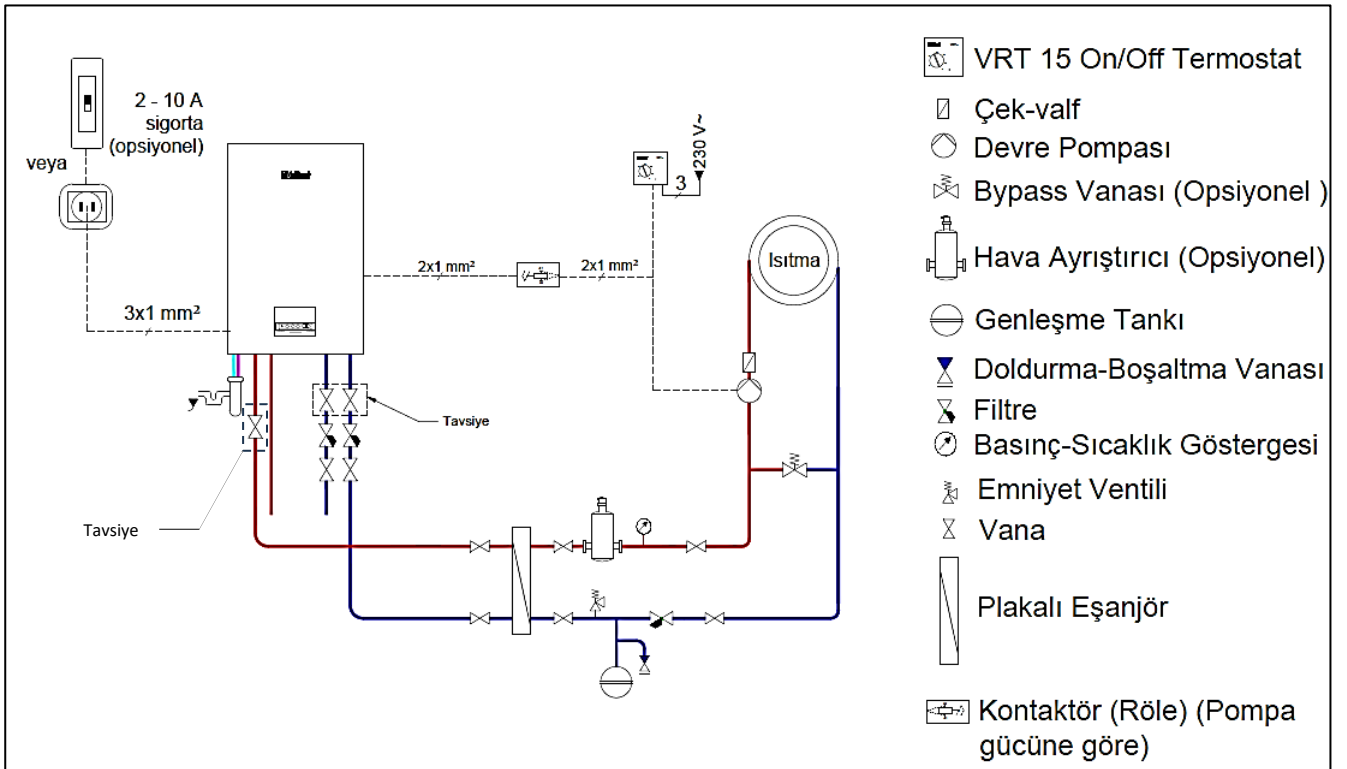 2 - 10 A
sigorta
(opsiyonel)
veya
Vaillant
3x1 mm²
2x1 mm²
2x1 mm²
3
230 V~
Isıtma
Tavsiye
Tavsiye
VRT 15 On/Off Termostat
Çek-valf
Devre Pompası
Bypass Vanası (Opsiyonel )
Hava Ayrıştırıcı (Opsiyonel)
Genleşme Tankı
Doldurma-Boşaltma Vanası
Filtre
Basınç-Sıcaklık Göstergesi
Emniyet Ventili
Vana
Plakalı Eşanjör
Kontaktör (Röle) (Pompa
gücüne göre)